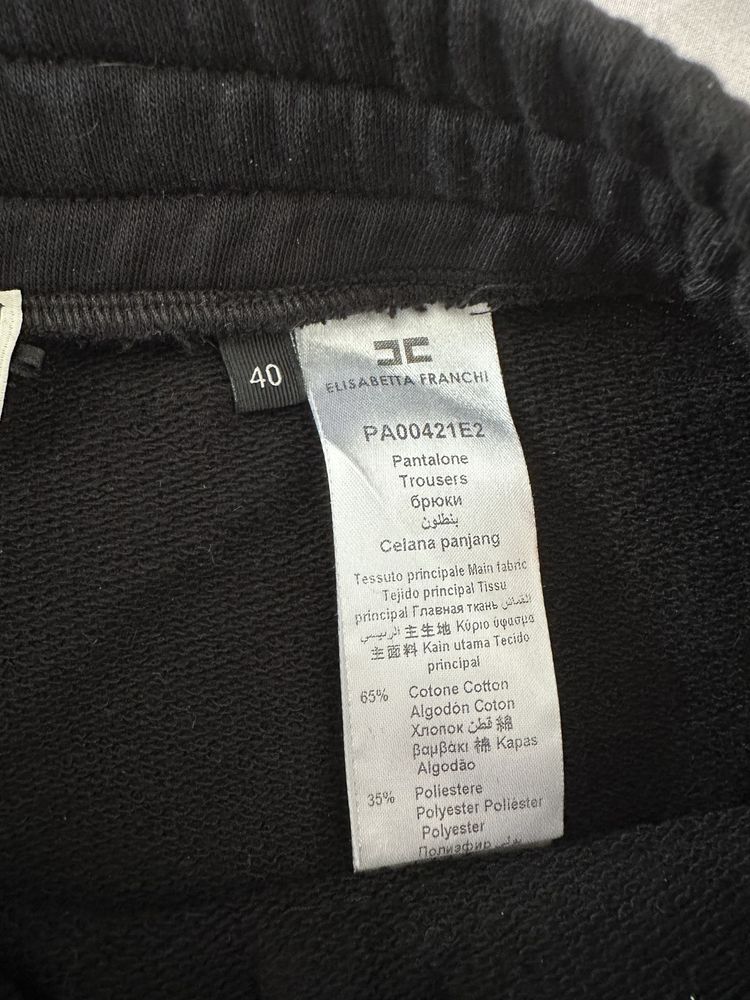 40
ELISABETTA FRANCHI
PA00421E2
Pantalone
Trousers
брюки
بنطلون
Celana panjang
Tessuto principale Main fabric
Tejido principal Tissu
principal Главная ткань القماش
الرئيسي 主生地 Κύριο ύφασμα
主面料 Kain utama Tecido
principal
65% Cotone Cotton
Algodón Coton
Хлопок قطن 綿
βαμβάκι 棉 Kapas
Algodão
35% Poliestere
Polyester Poliéster
Polyester
Полиэфир